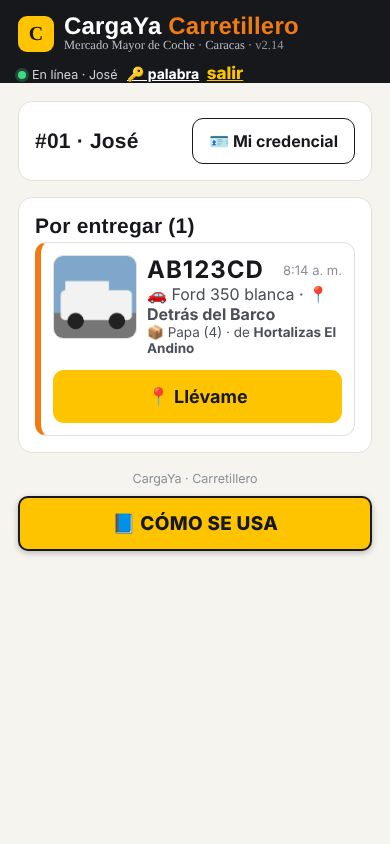 C
CargaYa Carretillero
Mercado Mayor de Coche · Caracas · v2.14
En línea · José 🔑 palabra salir
#01 · José
🪪 Mi credencial
Por entregar (1)
AB123CD 8:14 a. m.
🚗 Ford 350 blanca · 📍
Detrás del Barco
📦 Papa (4) · de Hortalizas El
Andino
📍 Llévame
CargaYa · Carretillero
📘 CÓMO SE USA